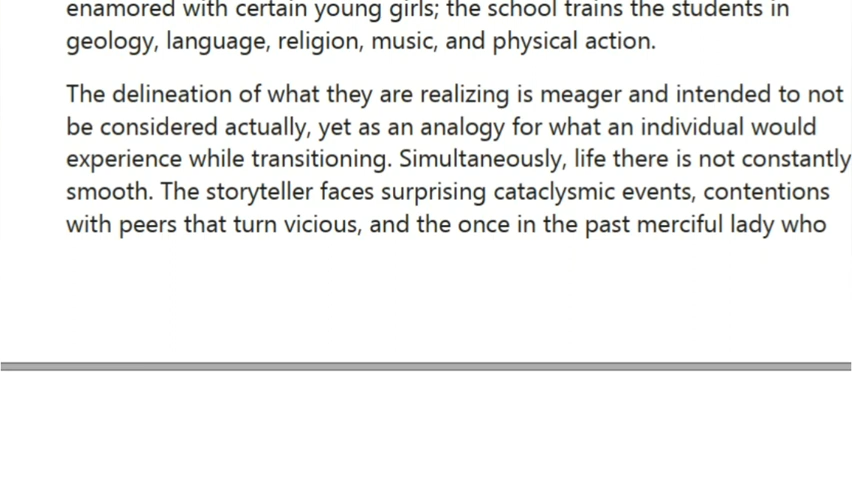 enamored with certain young girls; the school trains the students in
geology, language, religion, music, and physical action.
The delineation of what they are realizing is meager and intended to not
be considered actually, yet as an analogy for what an individual would
experience while transitioning. Simultaneously, life there is not constantly
smooth. The storyteller faces surprising cataclysmic events, contentions
with peers that turn vicious, and the once in the past merciful lady who